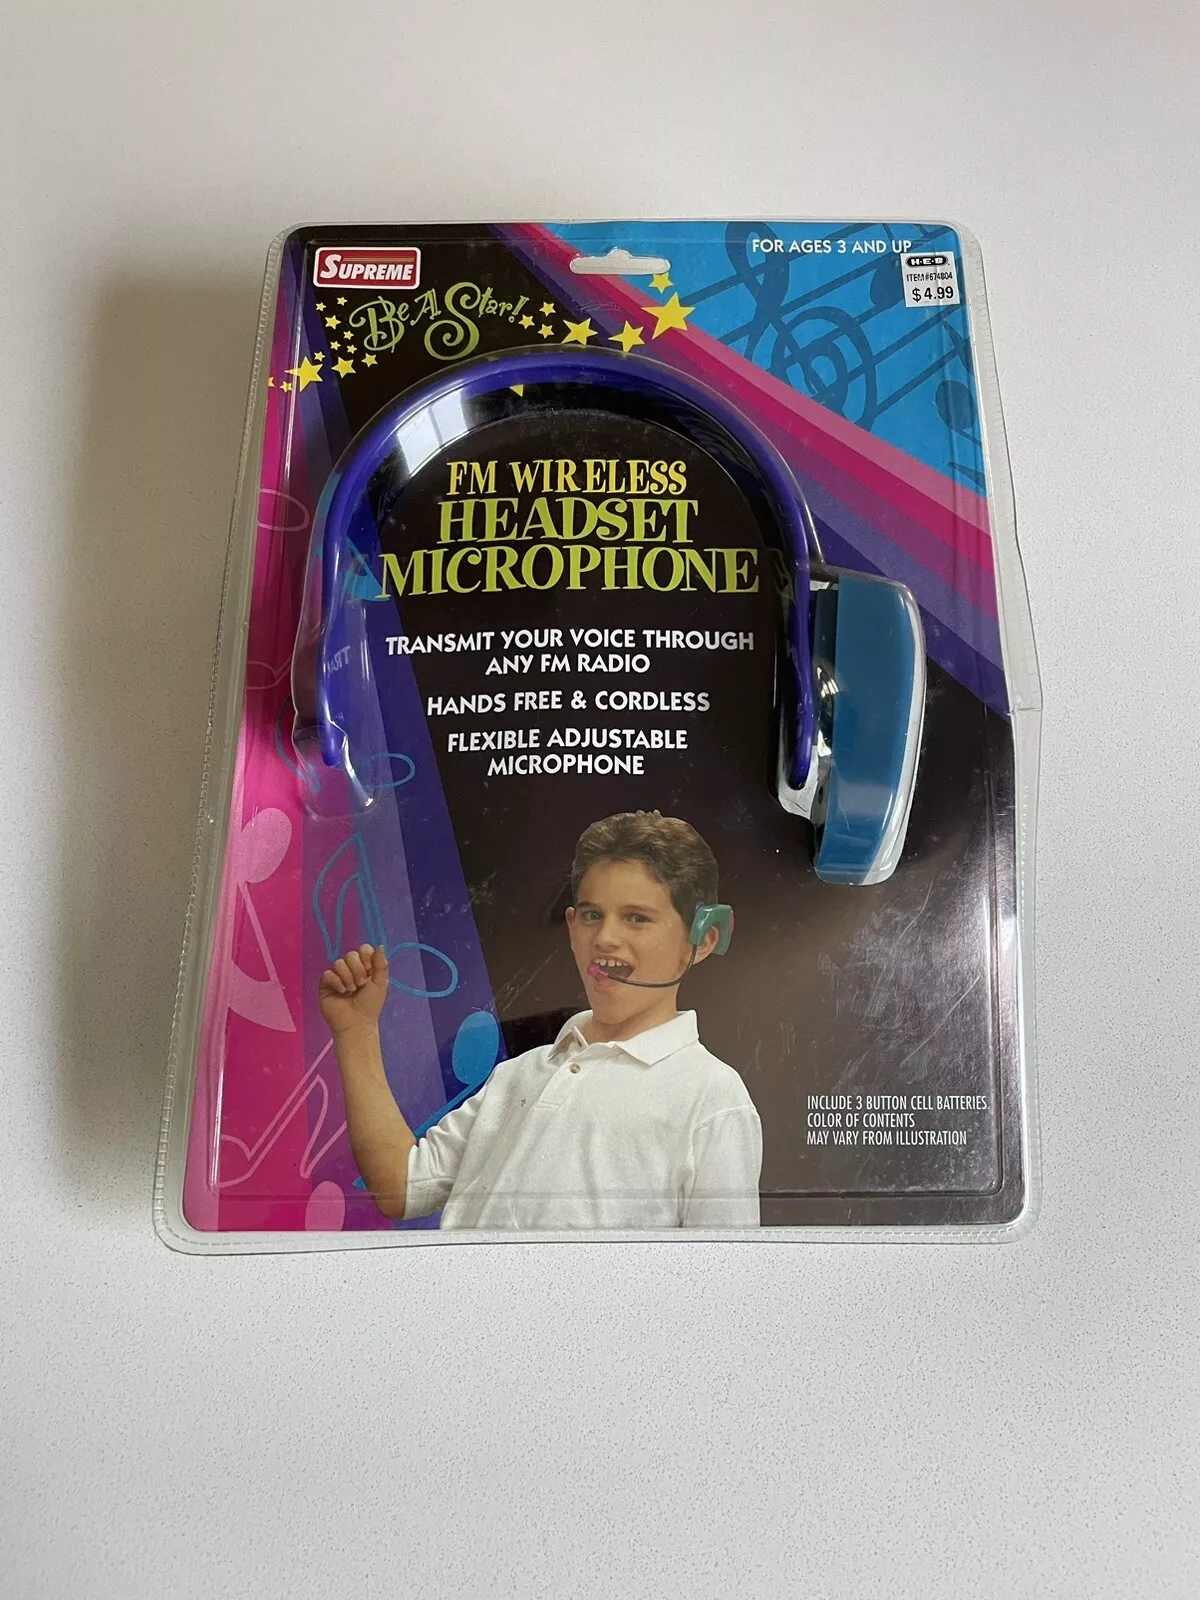 SUPREME
FOR AGES 3 AND UP
H-E-B
ITEM#674804
$4.99
Be A Star!
FM WIRELESS
HEADSET
MICROPHONE
TRANSMIT YOUR VOICE THROUGH
ANY FM RADIO
HANDS FREE & CORDLESS
FLEXIBLE ADJUSTABLE
MICROPHONE
INCLUDE 3 BUTTON CELL BATTERIES.
COLOR OF CONTENTS
MAY VARY FROM ILLUSTRATION